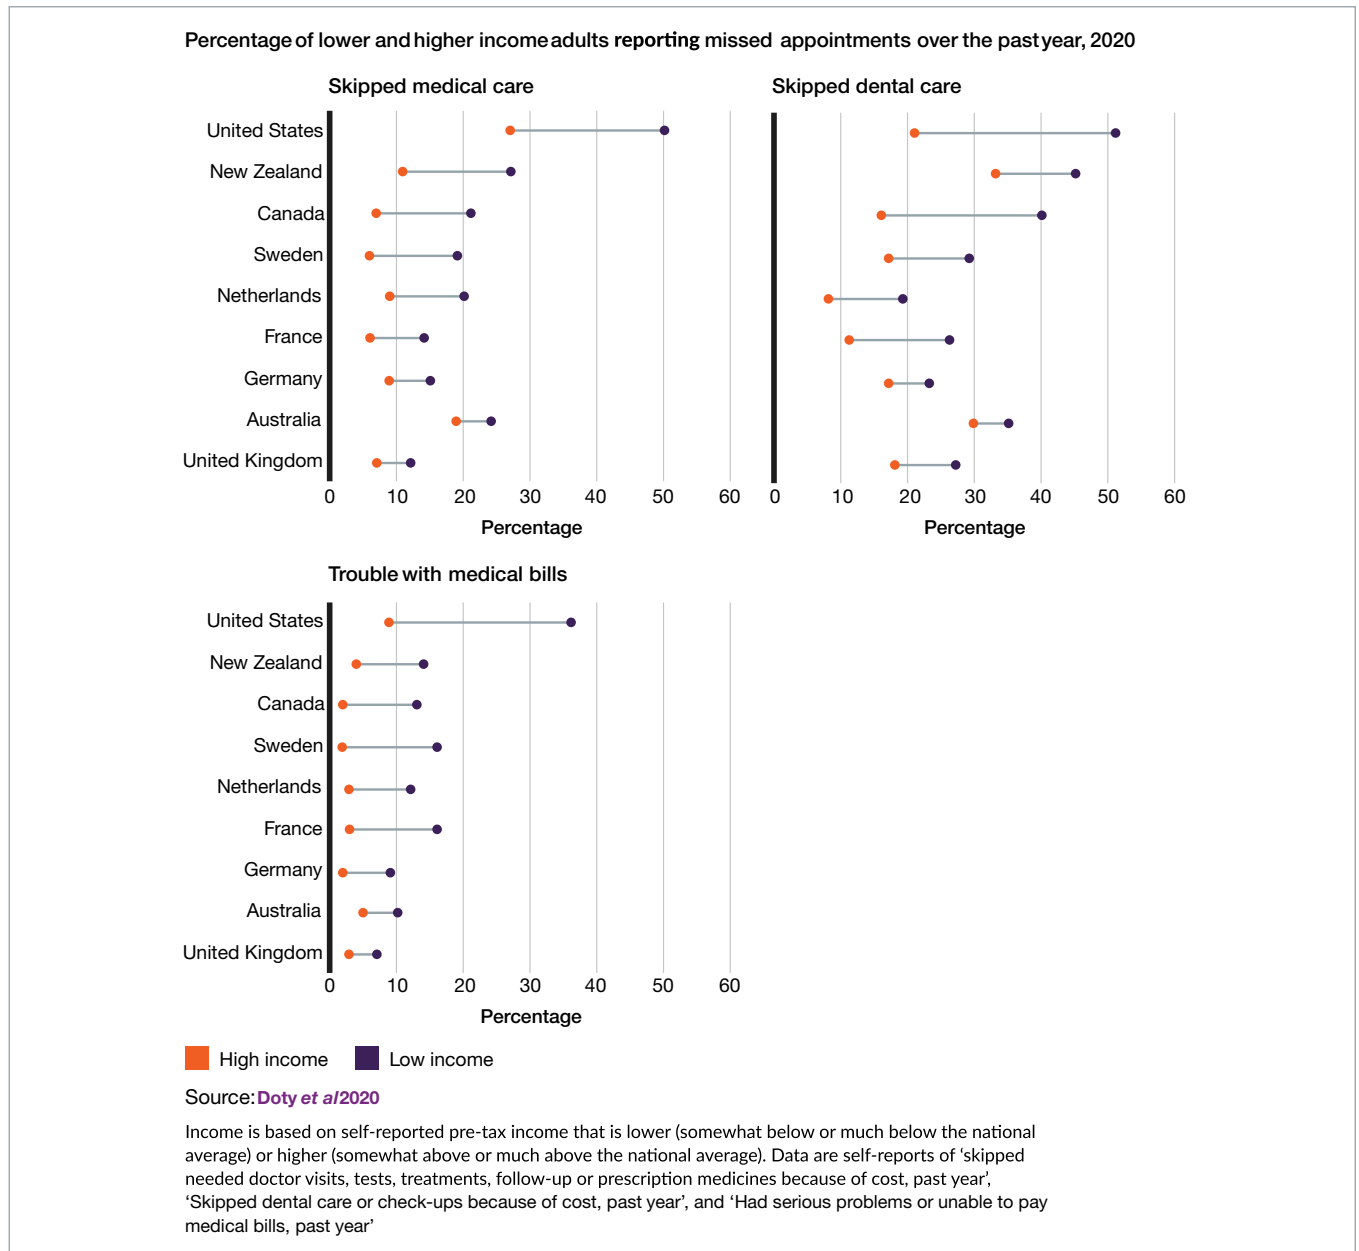 Percentage of lower and higher income adults reporting missed appointments over the past year, 2020
Skipped medical care
United States
New Zealand
Canada
Sweden
Netherlands
France
Germany
Australia
United Kingdom
0 10 20 30 40 50 60
Percentage
Skipped dental care
0 10 20 30 40 50 60
Percentage
Trouble with medical bills
United States
New Zealand
Canada
Sweden
Netherlands
France
Germany
Australia
United Kingdom
0 10 20 30 40 50 60
Percentage
High income Low income
Source: Doty et al 2020
Income is based on self-reported pre-tax income that is lower (somewhat below or much below the national
average) or higher (somewhat above or much above the national average). Data are self-reports of ‘skipped
needed doctor visits, tests, treatments, follow-up or prescription medicines because of cost, past year’,
‘Skipped dental care or check-ups because of cost, past year’, and ‘Had serious problems or unable to pay
medical bills, past year’